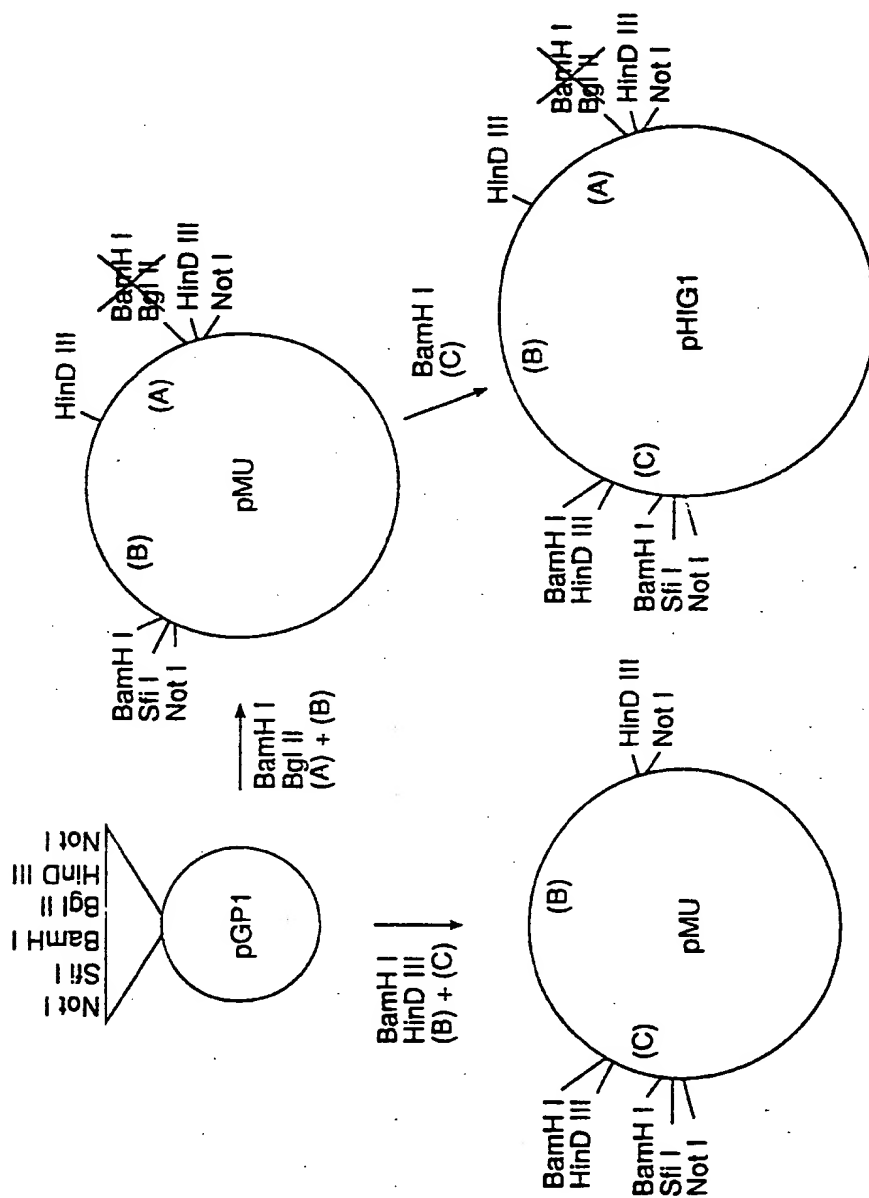 Not I
Sfi I
BamH I
Bgl II
HinD III
Not I
pGP1
BamH I
Bgl II
(A) + (B)
HinD III
BamH I
Bgl II
HinD III
Not I
(A)
(B)
pMU
BamH I
Sfi I
Not I
BamH I
HinD III
(B) + (C)
BamH I
(C)
BamH I
HinD III
(C)
(B)
BamH I
Sfi I
Not I
pMU
HinD III
Not I
HinD III
BamH I
Bgl II
HinD III
Not I
(A)
(B)
BamH I
HinD III
(C)
BamH I
Sfi I
Not I
pHIG1